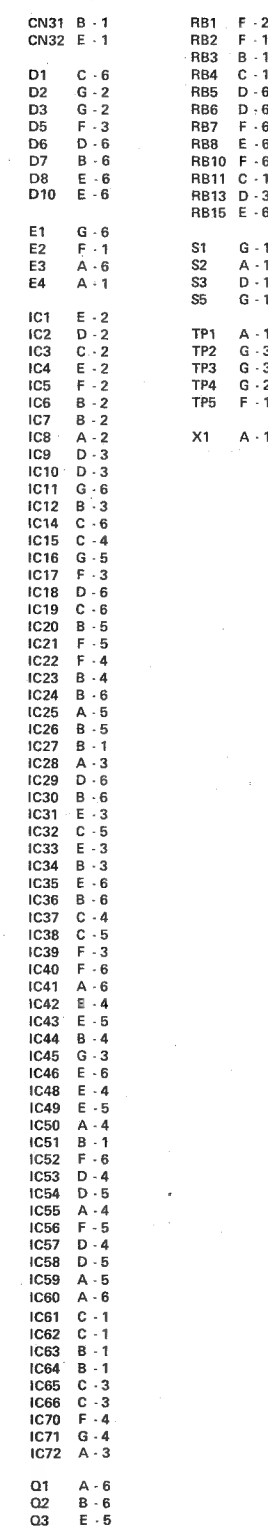 CN31 B - 1
CN32 E - 1
D1 C - 6
D2 G - 2
D3 G - 2
D5 F - 3
D6 D - 6
D7 B - 6
D8 E - 6
D10 E - 6
E1 G - 6
E2 F - 1
E3 A - 6
E4 A - 1
IC1 E - 2
IC2 D - 2
IC3 C - 2
IC4 E - 2
IC5 F - 2
IC6 B - 2
IC7 B - 2
IC8 A - 2
IC9 D - 3
IC10 D - 3
IC11 G - 6
IC12 B - 3
IC14 C - 6
IC15 C - 4
IC16 G - 5
IC17 F - 3
IC18 D - 6
IC19 C - 6
IC20 B - 5
IC21 F - 5
IC22 F - 4
IC23 B - 4
IC24 B - 6
IC25 A - 5
IC26 B - 5
IC27 B - 1
IC28 A - 3
IC29 D - 6
IC30 B - 6
IC31 E - 3
IC32 C - 5
IC33 E - 3
IC34 B - 3
IC35 E - 6
IC36 B - 6
IC37 C - 4
IC38 C - 5
IC39 F - 3
IC40 F - 6
IC41 A - 6
IC42 E - 4
IC43 E - 5
IC44 B - 4
IC45 G - 3
IC46 E - 6
IC48 E - 4
IC49 E - 5
IC50 A - 4
IC51 B - 1
IC52 F - 6
IC53 D - 4
IC54 D - 5
IC55 A - 4
IC56 F - 5
IC57 D - 4
IC58 D - 5
IC59 A - 5
IC60 A - 6
IC61 C - 1
IC62 C - 1
IC63 B - 1
IC64 B - 1
IC65 C - 3
IC66 C - 3
IC70 F - 4
IC71 G - 4
IC72 A - 3
Q1 A - 6
Q2 B - 6
Q3 E - 5
RB1 F - 2
RB2 F - 1
RB3 B - 1
RB4 C - 1
RB5 D - 6
RB6 D - 6
RB7 F - 6
RB8 E - 6
RB10 F - 6
RB11 C - 1
RB13 D - 3
RB15 E - 6
S1 G - 1
S2 A - 1
S3 D - 1
S5 G - 1
TP1 A - 1
TP2 G - 3
TP3 G - 3
TP4 G - 2
TP5 F - 1
X1 A - 1